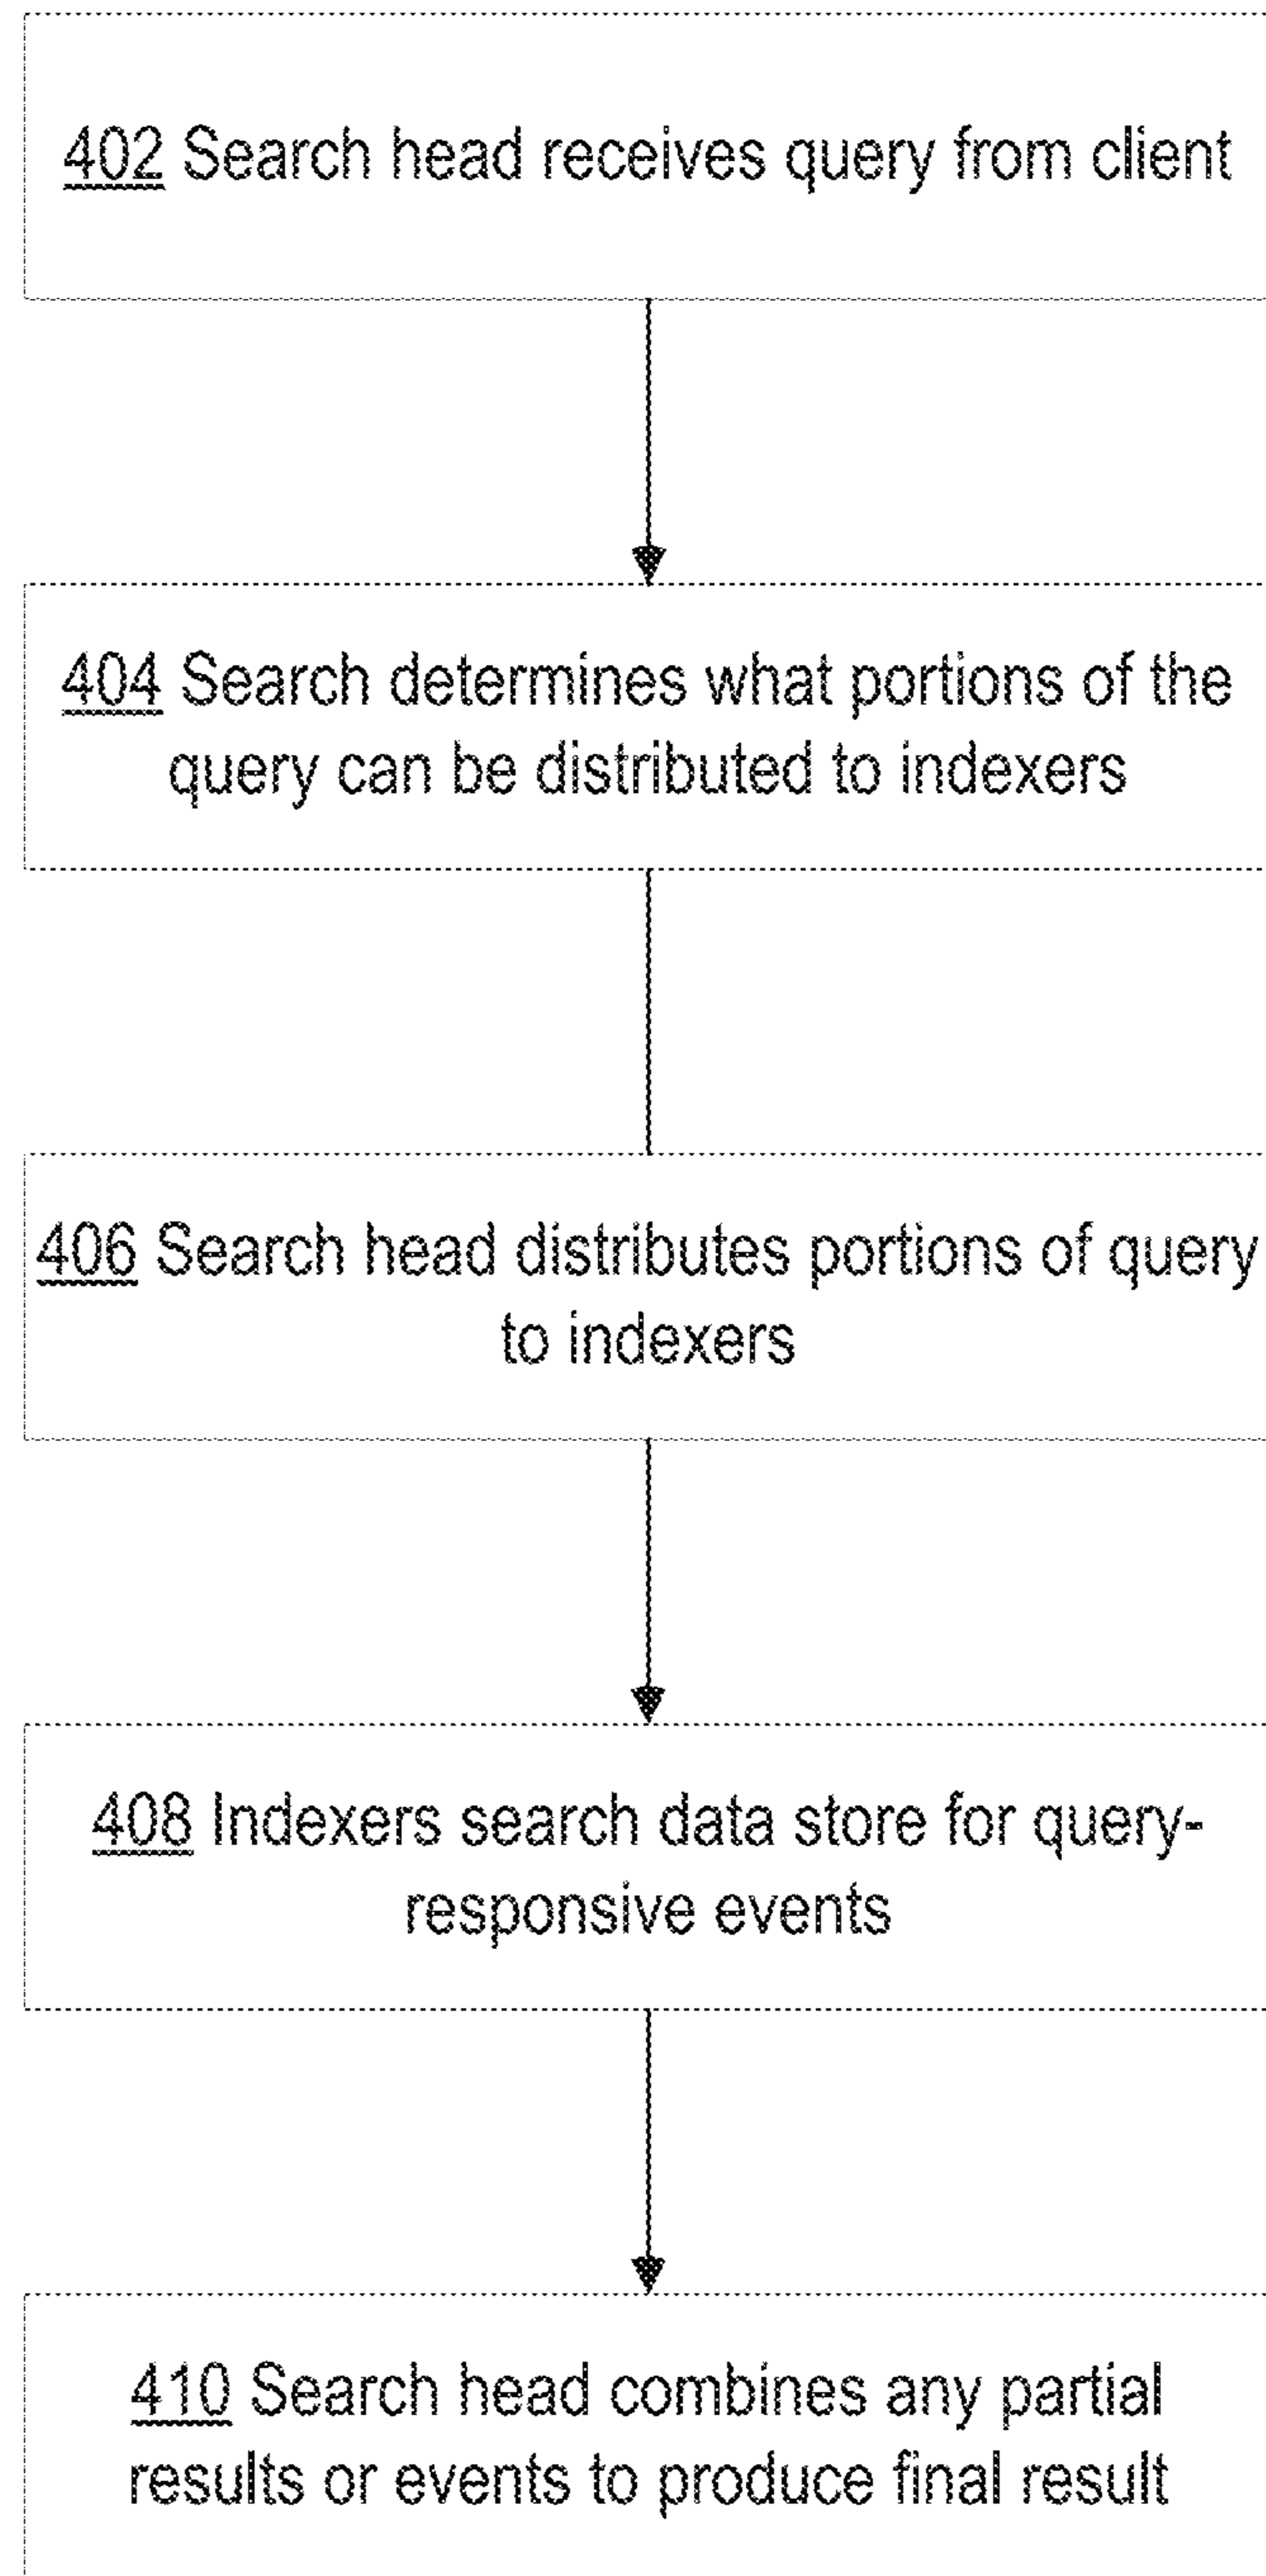 402 Search head receives query from client
404 Search determines what portions of the
query can be distributed to indexers
406 Search head distributes portions of query
to indexers
408 Indexers search data store for query-
responsive events
410 Search head combines any partial
results or events to produce final result